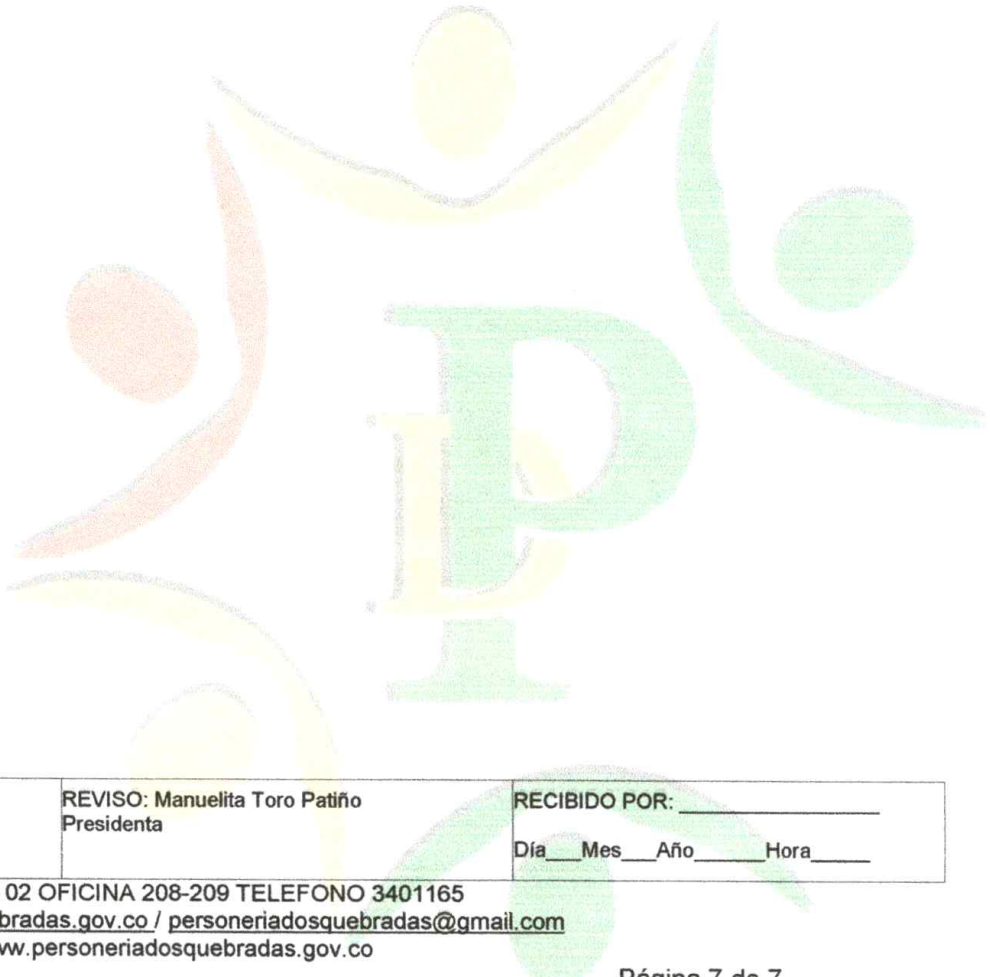 REVISO: Manuelita Toro Patiño
Presidenta
RECIBIDO POR: _______________
Día___Mes___Año______Hora_____
02 OFICINA 208-209 TELEFONO 3401165
bradas.gov.co / personeriadosquebradas@gmail.com
w.personeriadosquebradas.gov.co
Página 7 de 7